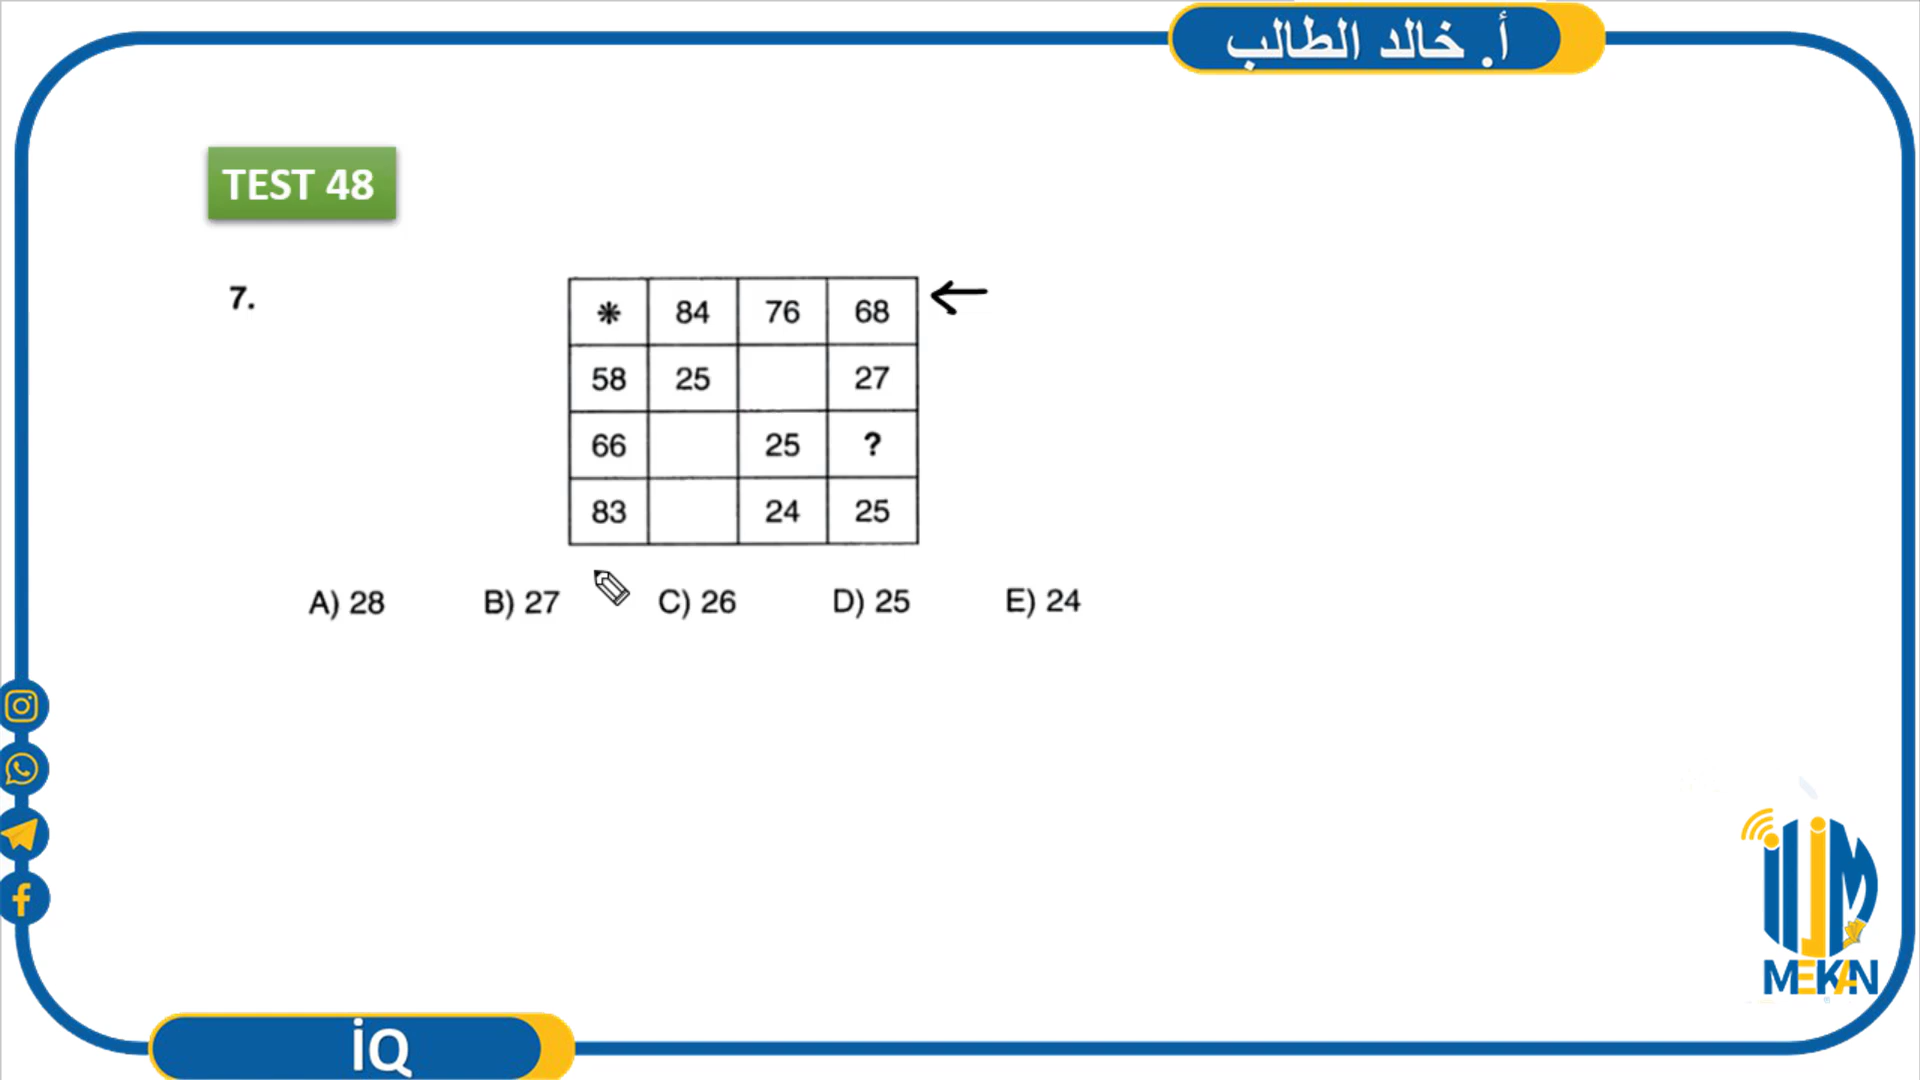 أ. خالد الطالب
TEST 48
7.
* 84 76 68
58 25 27
66 25 ?
83 24 25
A) 28 B) 27 C) 26 D) 25 E) 24
MEKAN
İQ